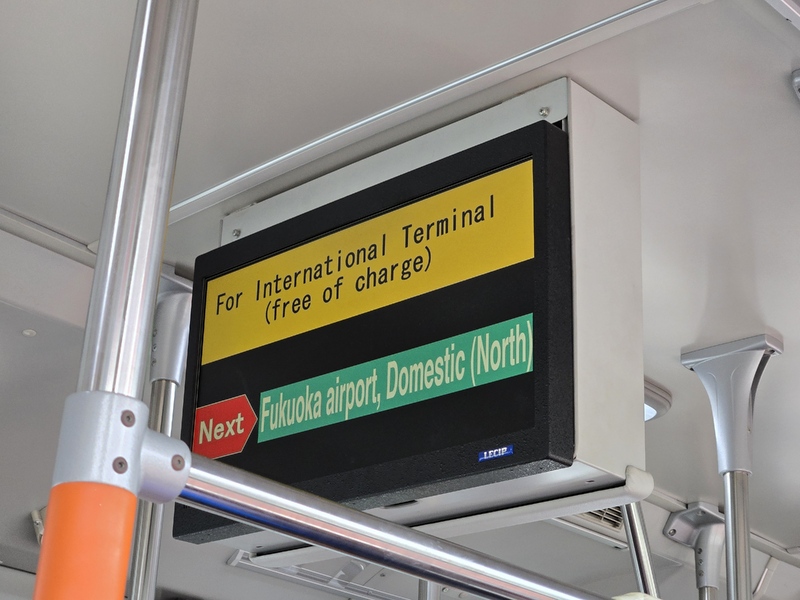 For International Terminal
(free of charge)
Next
Fukuoka airport, Domestic (North)
LECIP